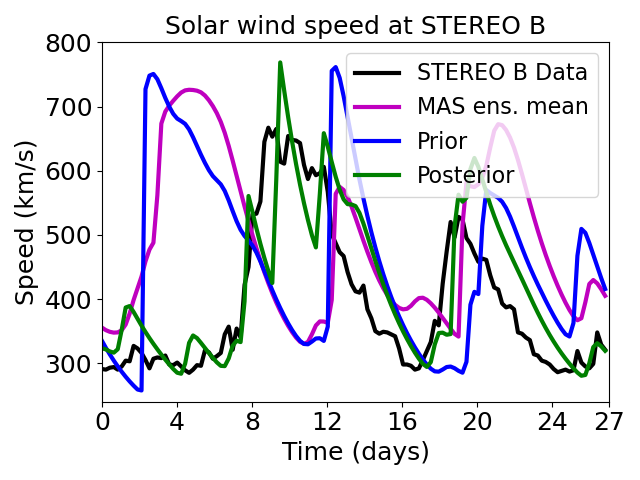 Solar wind speed at STEREO B
800
700
600
500
400
300
Speed (km/s)
STEREO B Data
MAS ens. mean
Prior
Posterior
0 4 8 12 16 20 24 27
Time (days)